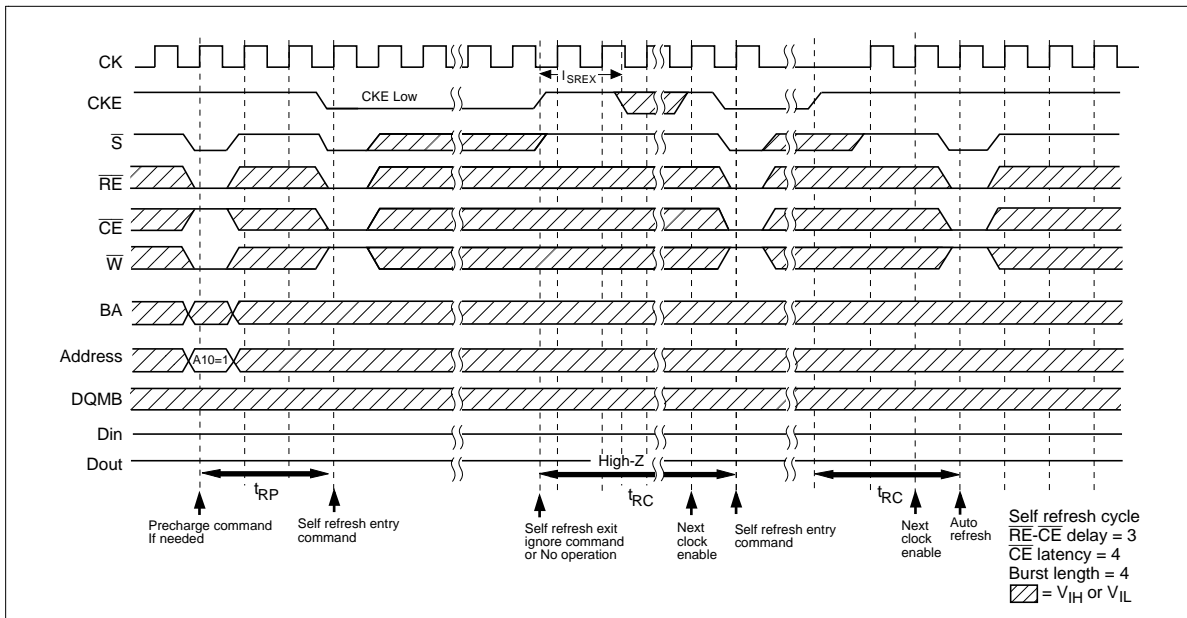 CK
l SREX
CKE
CKE Low
S
RE
CE
W
BA
Address
A10=1
DQMB
Din
Dout
High-Z
tRP
tRC
tRC
Precharge command
If needed
Self refresh entry
command
Self refresh exit
ignore command
or No operation
Next
clock
enable
Self refresh entry
command
Next
clock
enable
Auto
refresh
Self refresh cycle
RE-CE delay = 3
CE latency = 4
Burst length = 4
= VIH or VIL